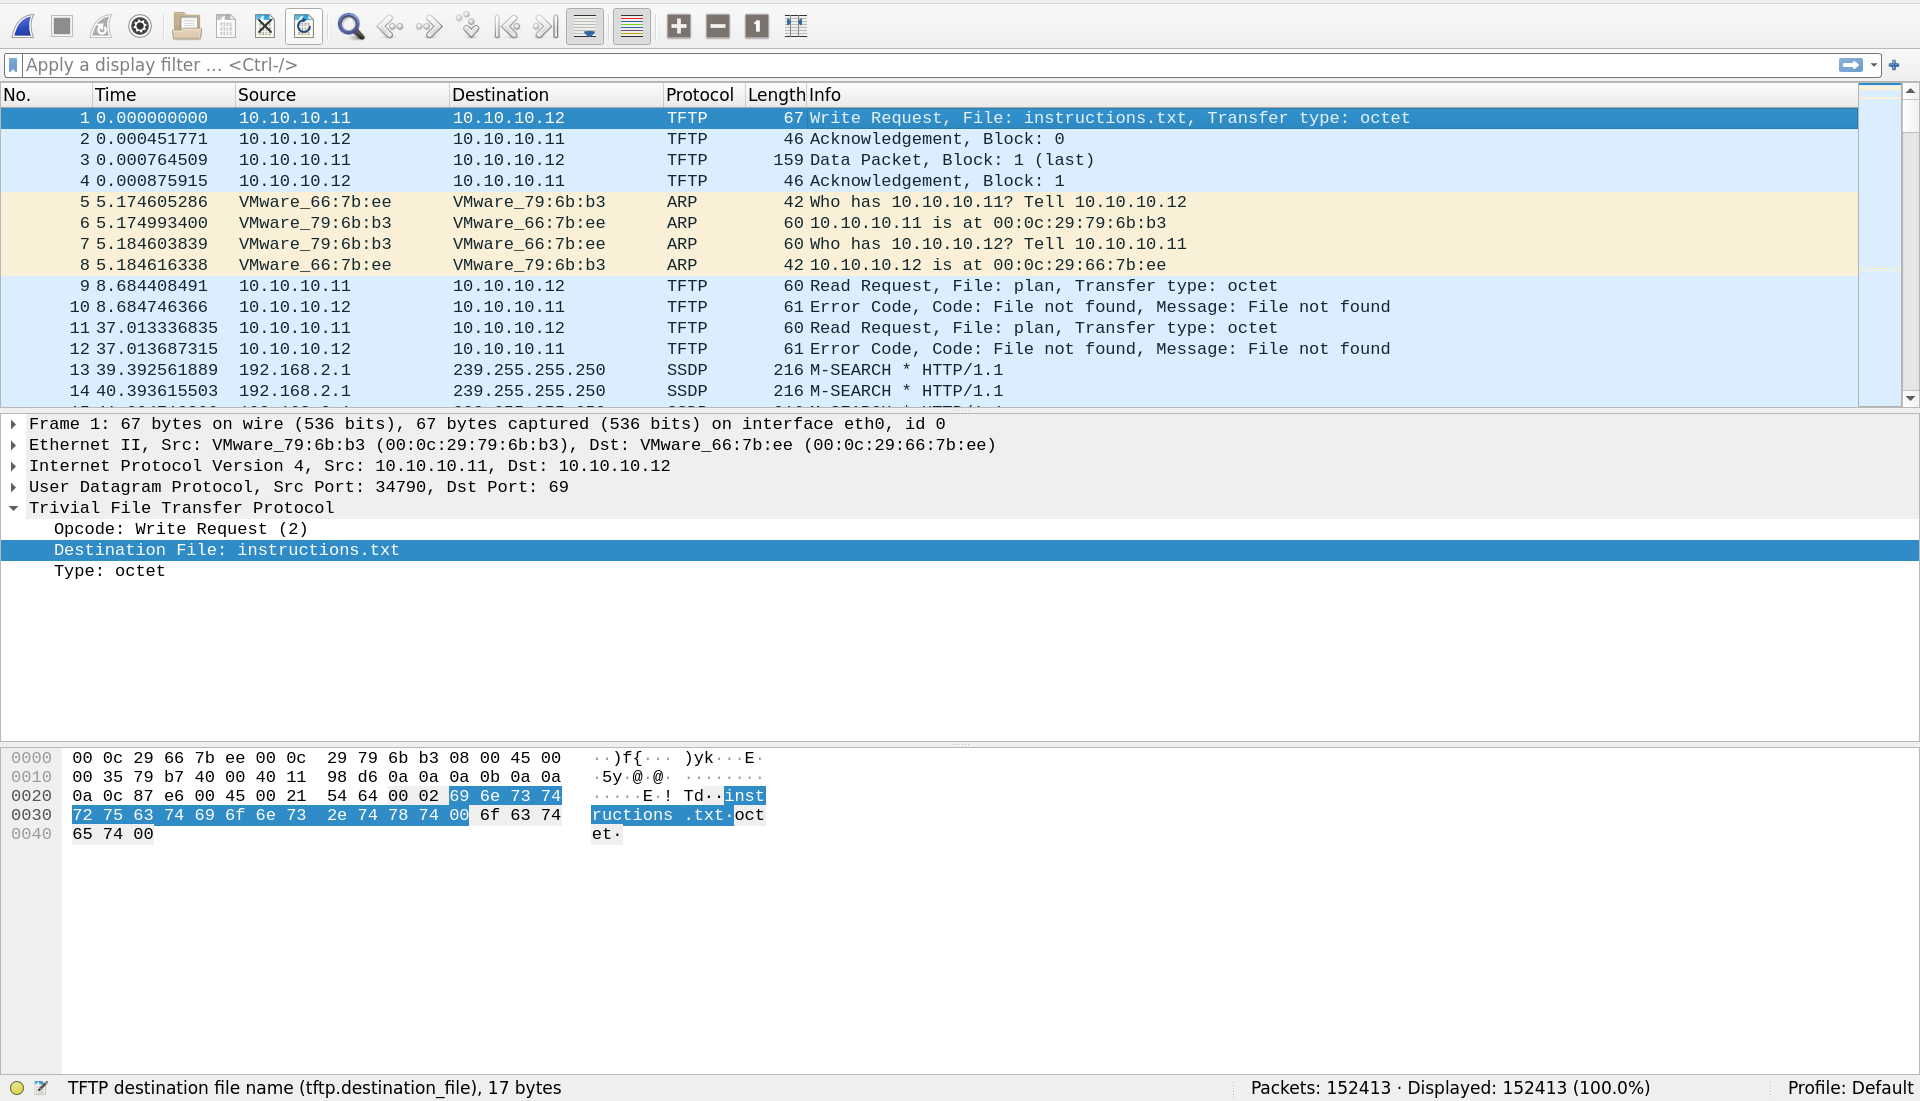 Apply a display filter … <Ctrl-/>
No. Time Source Destination Protocol Length Info
1 0.000000000 10.10.10.11 10.10.10.12 TFTP 67 Write Request, File: instructions.txt, Transfer type: octet
2 0.000451771 10.10.10.12 10.10.10.11 TFTP 46 Acknowledgement, Block: 0
3 0.000764509 10.10.10.11 10.10.10.12 TFTP 159 Data Packet, Block: 1 (last)
4 0.000875915 10.10.10.12 10.10.10.11 TFTP 46 Acknowledgement, Block: 1
5 5.174605286 VMware_66:7b:ee VMware_79:6b:b3 ARP 42 Who has 10.10.10.11? Tell 10.10.10.12
6 5.174993400 VMware_79:6b:b3 VMware_66:7b:ee ARP 60 10.10.10.11 is at 00:0c:29:79:6b:b3
7 5.184603839 VMware_79:6b:b3 VMware_66:7b:ee ARP 60 Who has 10.10.10.12? Tell 10.10.10.11
8 5.184616338 VMware_66:7b:ee VMware_79:6b:b3 ARP 42 10.10.10.12 is at 00:0c:29:66:7b:ee
9 8.684408491 10.10.10.11 10.10.10.12 TFTP 60 Read Request, File: plan, Transfer type: octet
10 8.684746366 10.10.10.12 10.10.10.11 TFTP 61 Error Code, Code: File not found, Message: File not found
11 37.013336835 10.10.10.11 10.10.10.12 TFTP 60 Read Request, File: plan, Transfer type: octet
12 37.013687315 10.10.10.12 10.10.10.11 TFTP 61 Error Code, Code: File not found, Message: File not found
13 39.392561889 192.168.2.1 239.255.255.250 SSDP 216 M-SEARCH * HTTP/1.1
14 40.393615503 192.168.2.1 239.255.255.250 SSDP 216 M-SEARCH * HTTP/1.1
Frame 1: 67 bytes on wire (536 bits), 67 bytes captured (536 bits) on interface eth0, id 0
Ethernet II, Src: VMware_79:6b:b3 (00:0c:29:79:6b:b3), Dst: VMware_66:7b:ee (00:0c:29:66:7b:ee)
Internet Protocol Version 4, Src: 10.10.10.11, Dst: 10.10.10.12
User Datagram Protocol, Src Port: 34790, Dst Port: 69
Trivial File Transfer Protocol
Opcode: Write Request (2)
Destination File: instructions.txt
Type: octet
0000 00 0c 29 66 7b ee 00 0c 29 79 6b b3 08 00 45 00 ··)f{··· )yk···E·
0010 00 35 79 b7 40 00 40 11 98 d6 0a 0a 0a 0b 0a 0a ·5y·@·@· ········
0020 0a 0c 87 e6 00 45 00 21 54 64 00 02 69 6e 73 74 ·····E·! Td··inst
0030 72 75 63 74 69 6f 6e 73 2e 74 78 74 00 6f 63 74 ructions .txt·oct
0040 65 74 00 et·
TFTP destination file name (tftp.destination_file), 17 bytes Packets: 152413 · Displayed: 152413 (100.0%) Profile: Default